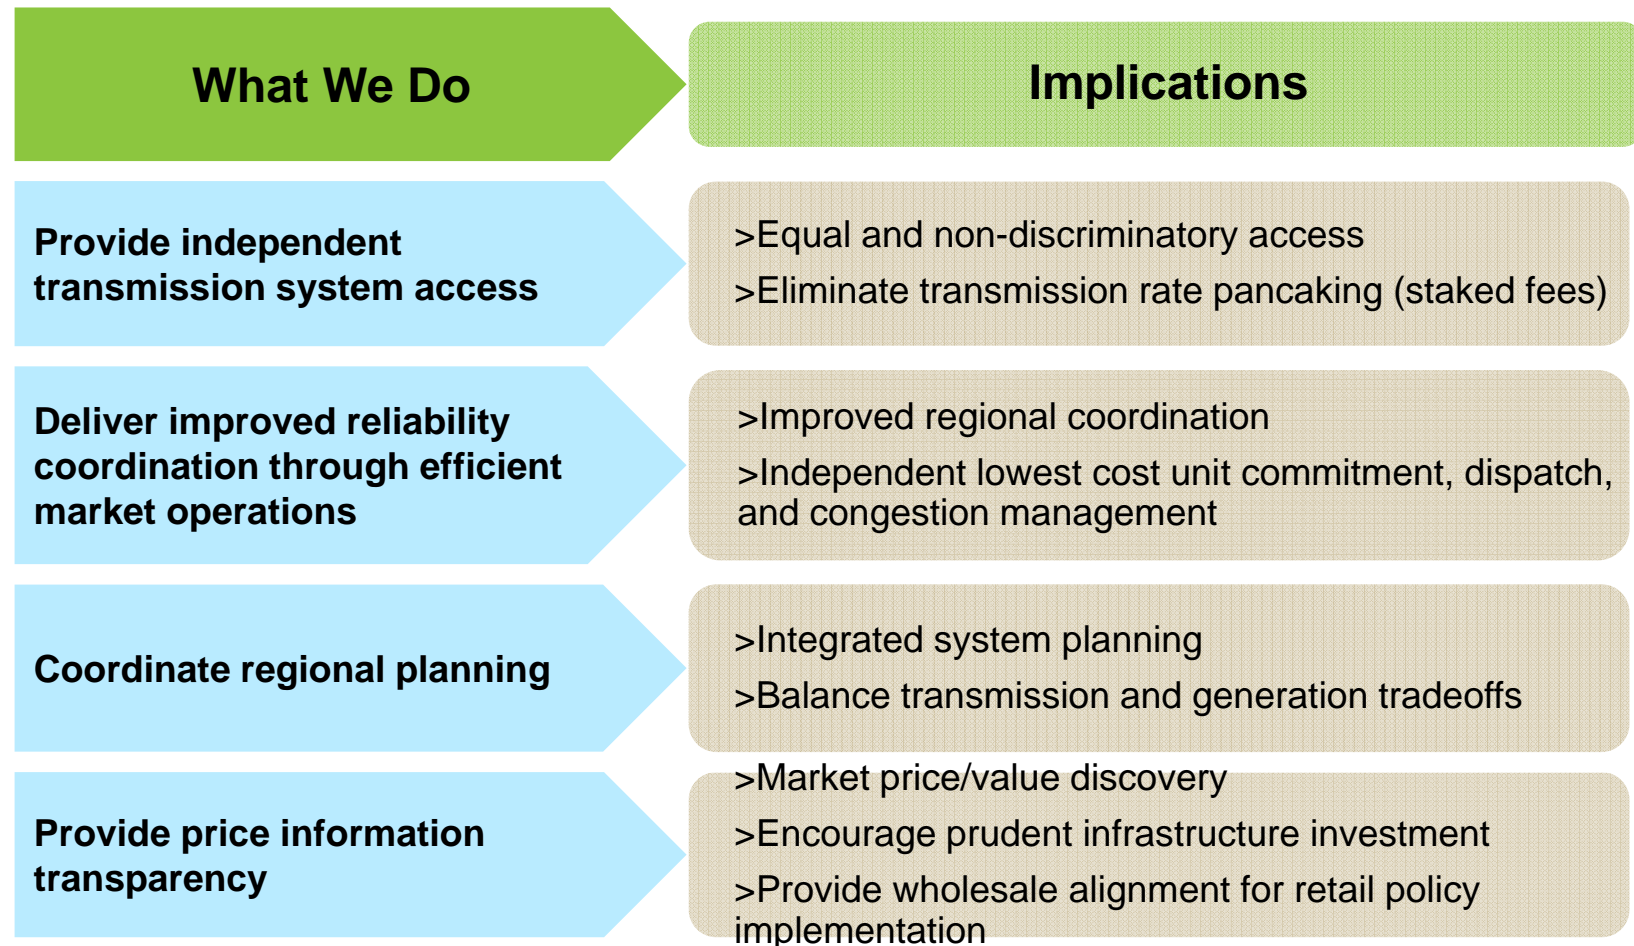 What We Do
Implications
Provide independent
transmission system access
>Equal and non-discriminatory access
>Eliminate transmission rate pancaking (staked fees)
Deliver improved reliability
coordination through efficient
market operations
>Improved regional coordination
>Independent lowest cost unit commitment, dispatch,
and congestion management
Coordinate regional planning
>Integrated system planning
>Balance transmission and generation tradeoffs
Provide price information
transparency
>Market price/value discovery
>Encourage prudent infrastructure investment
>Provide wholesale alignment for retail policy
implementation